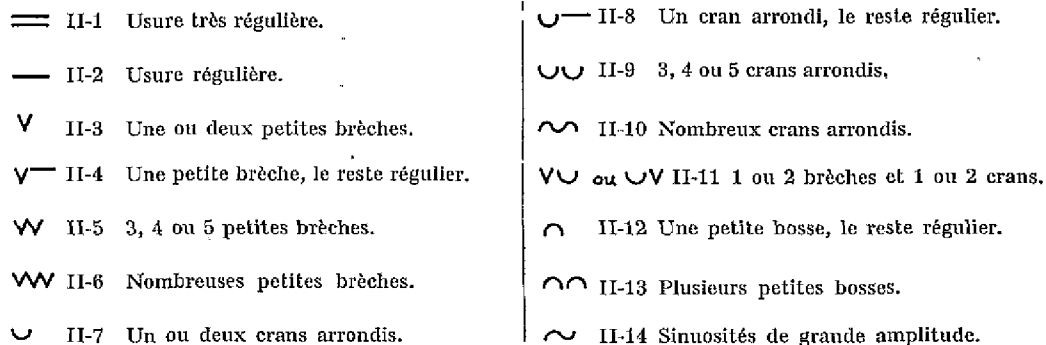 II-1 Usure très régulière.
II-2 Usure régulière.
II-3 Une ou deux petites brèches.
II-4 Une petite brèche, le reste régulier.
II-5 3, 4 ou 5 petites brèches.
II-6 Nombreuses petites brèches.
II-7 Un ou deux crans arrondis.
II-8 Un cran arrondi, le reste régulier.
II-9 3, 4 ou 5 crans arrondis,
II-10 Nombreux crans arrondis.
ou II-11 1 ou 2 brèches et 1 ou 2 crans.
II-12 Une petite bosse, le reste régulier.
II-13 Plusieurs petites bosses.
II-14 Sinuosités de grande amplitude.